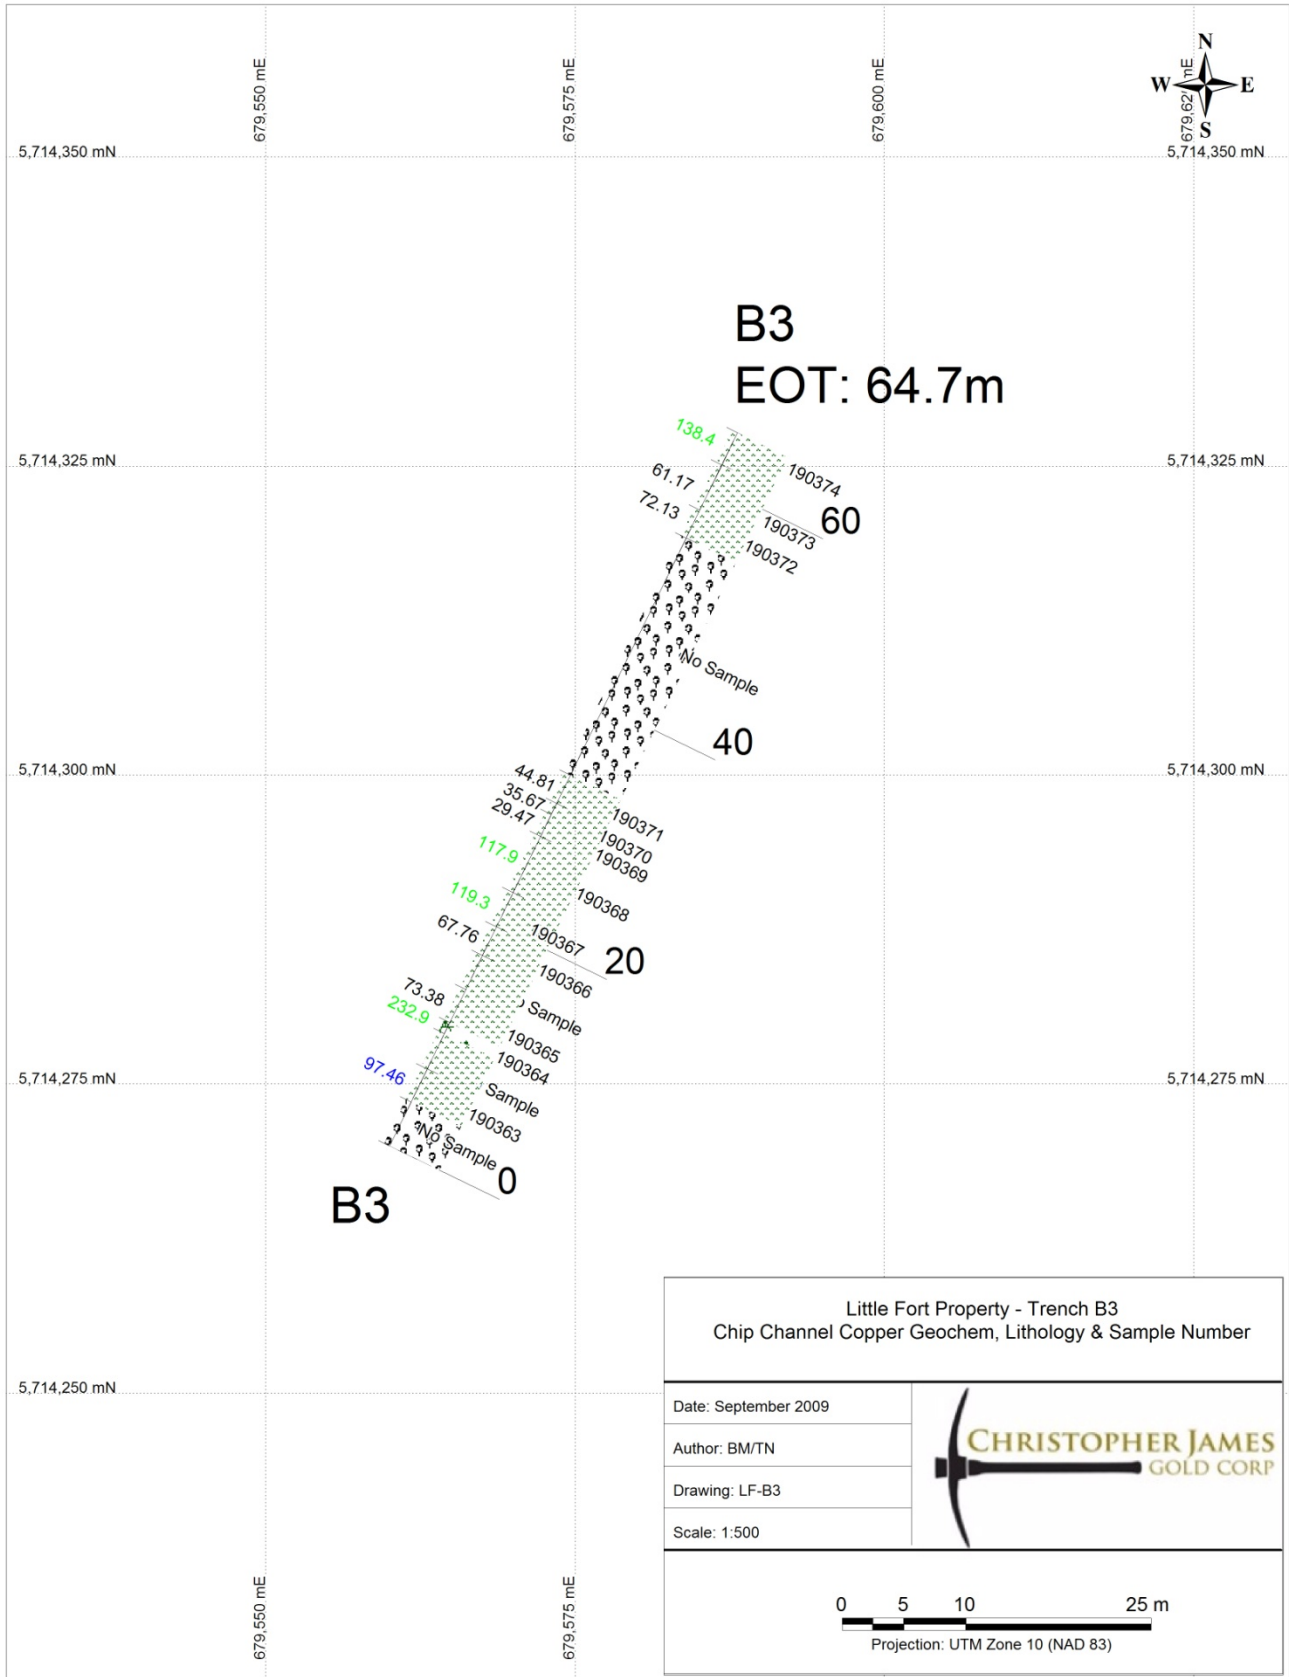 679,550 mE
679,575 mE
679,600 mE
N
W E
S
5,714,350 mN
5,714,350 mN
B3
EOT: 64.7m
138.4
5,714,325 mN
5,714,325 mN
61.17
190374
72.13
190373
60
190372
No Sample
40
5,714,300 mN
5,714,300 mN
44.81
35.67
29.47
190371
190370
190369
117.9
119.3
190368
67.76
190367
20
190366
73.38
Sample
232.9
190365
190364
97.46
5,714,275 mN
5,714,275 mN
Sample
190363
No Sample
0
B3
Little Fort Property - Trench B3
Chip Channel Copper Geochem, Lithology & Sample Number
5,714,250 mN
Date: September 2009
Author: BM/TN
Drawing: LF-B3
Scale: 1:500
CHRISTOPHER JAMES
GOLD CORP
0 5 10 25 m
Projection: UTM Zone 10 (NAD 83)
679,550 mE
679,575 mE